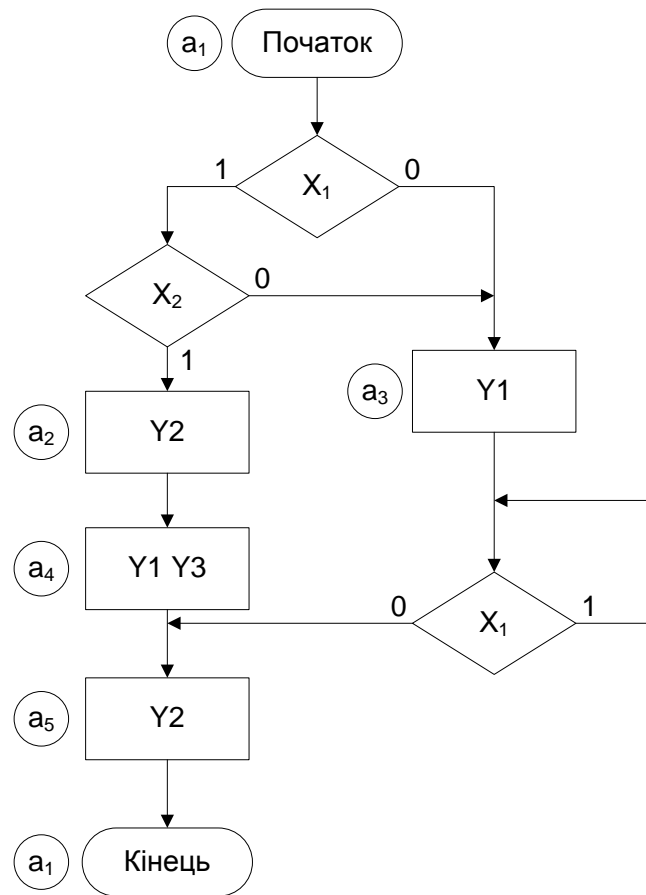 a₁ Початок
1 X₁ 0
X₂ 0
1
a₂ Y2
a₃ Y1
a₄ Y1 Y3
0 X₁ 1
a₅ Y2
a₁ Кінець